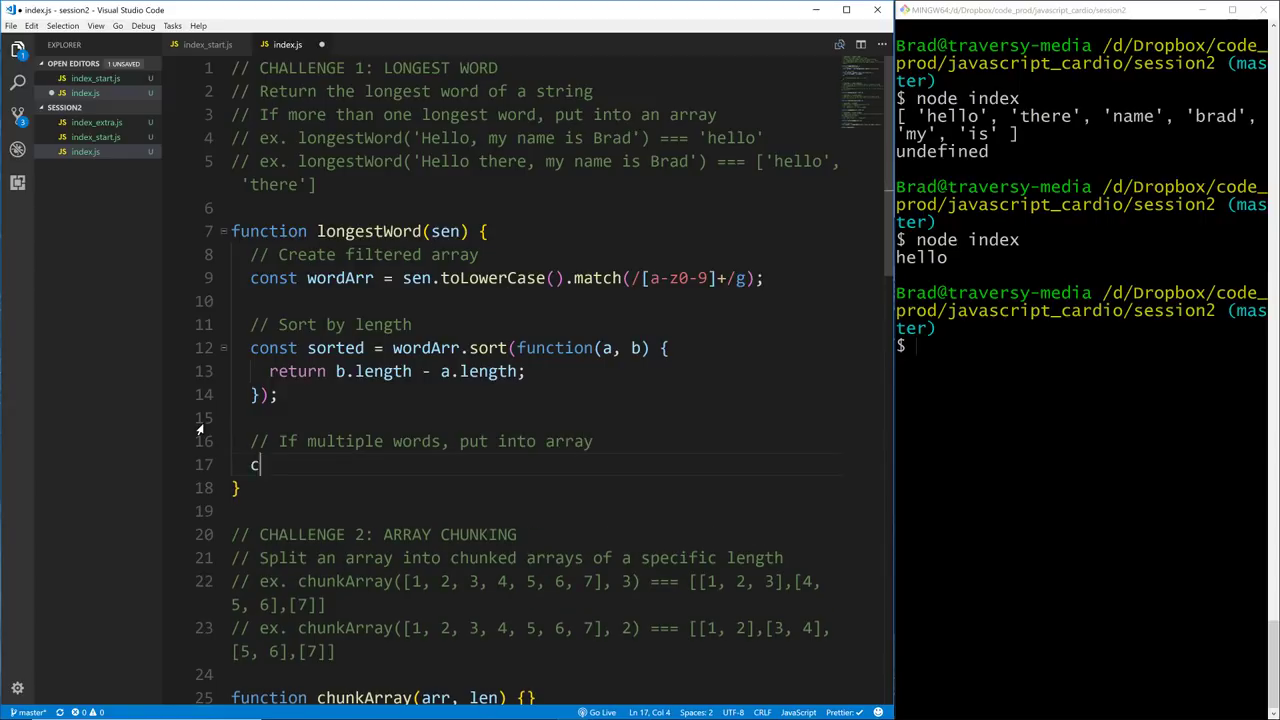 index.js - session2 - Visual Studio Code
File Edit Selection View Go Debug Tasks Help
EXPLORER
OPEN EDITORS 1 UNSAVED
index_start.js U
index.js U
SESSION2
index_extra.js U
index_start.js U
index.js U
index_start.js index.js
1 // CHALLENGE 1: LONGEST WORD
2 // Return the longest word of a string
3 // If more than one longest word, put into an array
4 // ex. longestWord('Hello, my name is Brad') === 'hello'
5 // ex. longestWord('Hello there, my name is Brad') === ['hello',
'there']
6
7 function longestWord(sen) {
8 // Create filtered array
9 const wordArr = sen.toLowerCase().match(/[a-z0-9]+/g);
10
11 // Sort by length
12 const sorted = wordArr.sort(function(a, b) {
13 return b.length - a.length;
14 });
15
16 // If multiple words, put into array
17 c
18 }
19
20 // CHALLENGE 2: ARRAY CHUNKING
21 // Split an array into chunked arrays of a specific length
22 // ex. chunkArray([1, 2, 3, 4, 5, 6, 7], 3) === [[1, 2, 3],[4,
5, 6],[7]]
23 // ex. chunkArray([1, 2, 3, 4, 5, 6, 7], 2) === [[1, 2],[3, 4],
[5, 6],[7]]
24
25 function chunkArray(arr, len) {}
master* 0 0 Go Live Ln 17, Col 4 Spaces: 2 UTF-8 CRLF JavaScript Prettier: ✓
MINGW64:/d/Dropbox/code_prod/javascript_cardio/session2
Brad@traversy-media /d/Dropbox/code_
prod/javascript_cardio/session2 (mas
ter)
$ node index
[ 'hello', 'there', 'name', 'brad',
'my', 'is' ]
undefined
Brad@traversy-media /d/Dropbox/code_
prod/javascript_cardio/session2 (mas
ter)
$ node index
hello
Brad@traversy-media /d/Dropbox/code_
prod/javascript_cardio/session2 (mas
ter)
$